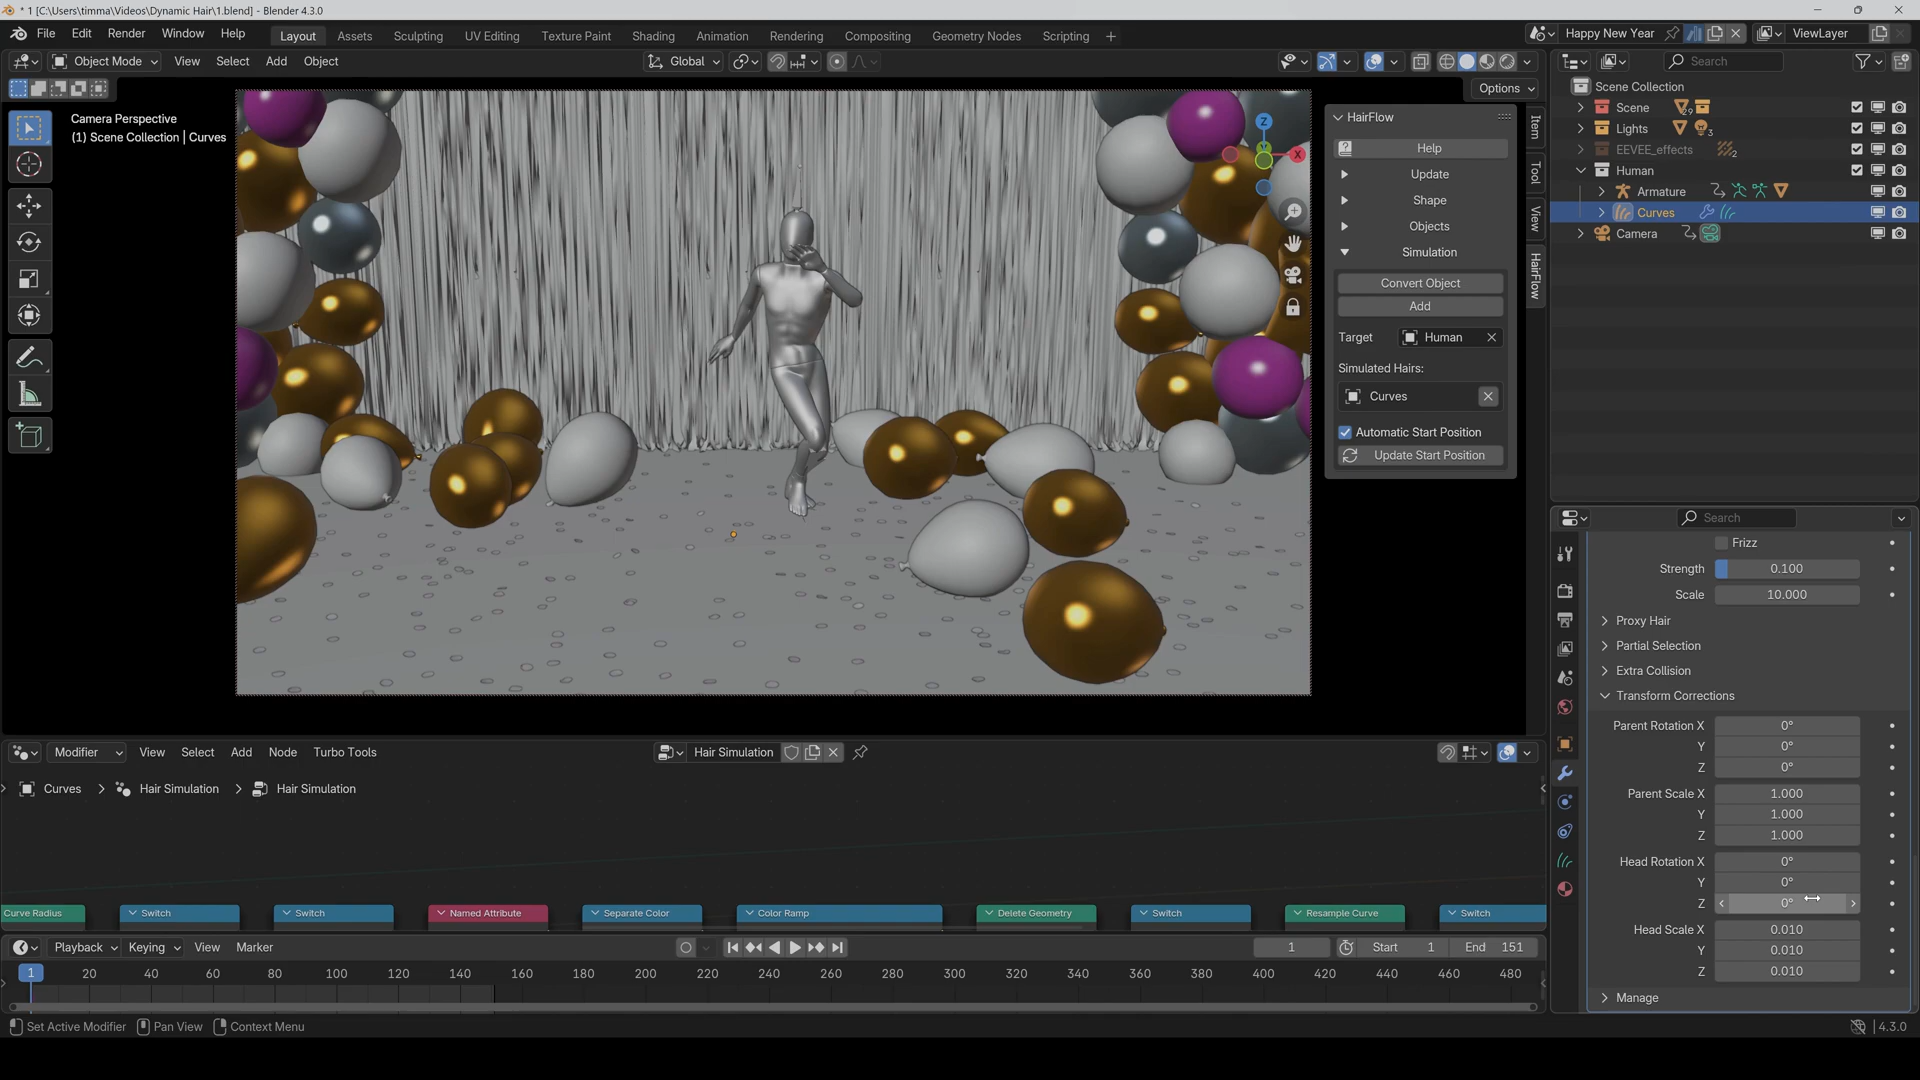 * 1 [C:\Users\timma\Videos\Dynamic Hair\1.blend] - Blender 4.3.0
File Edit Render Window Help
Layout Assets Sculpting UV Editing Texture Paint Shading Animation Rendering Compositing Geometry Nodes Scripting
Happy New Year
ViewLayer
Object Mode View Select Add Object
Global
Search
Options
Camera Perspective
(1) Scene Collection | Curves
Z
X
HairFlow
Help
Update
Shape
Objects
Simulation
Convert Object
Add
Target Human
Simulated Hairs:
Curves
Automatic Start Position
Update Start Position
Item
Tool
View
HairFlow
Scene Collection
Scene 29
Lights 3
EEVEE_effects 2
Human
Armature
Curves
Camera
Search
Frizz
Strength 0.100
Scale 10.000
Proxy Hair
Partial Selection
Extra Collision
Transform Corrections
Parent Rotation X 0°
Y 0°
Z 0°
Parent Scale X 1.000
Y 1.000
Z 1.000
Head Rotation X 0°
Y 0°
Z 0°
Head Scale X 0.010
Y 0.010
Z 0.010
Manage
Modifier View Select Add Node Turbo Tools
Hair Simulation
Curves Hair Simulation Hair Simulation
Curve Radius Switch Switch Named Attribute Separate Color Color Ramp Delete Geometry Switch Resample Curve Switch
Playback Keying View Marker
1 Start 1 End 151
1 20 40 60 80 100 120 140 160 180 200 220 240 260 280 300 320 340 360 380 400 420 440 460 480
Set Active Modifier Pan View Context Menu
4.3.0